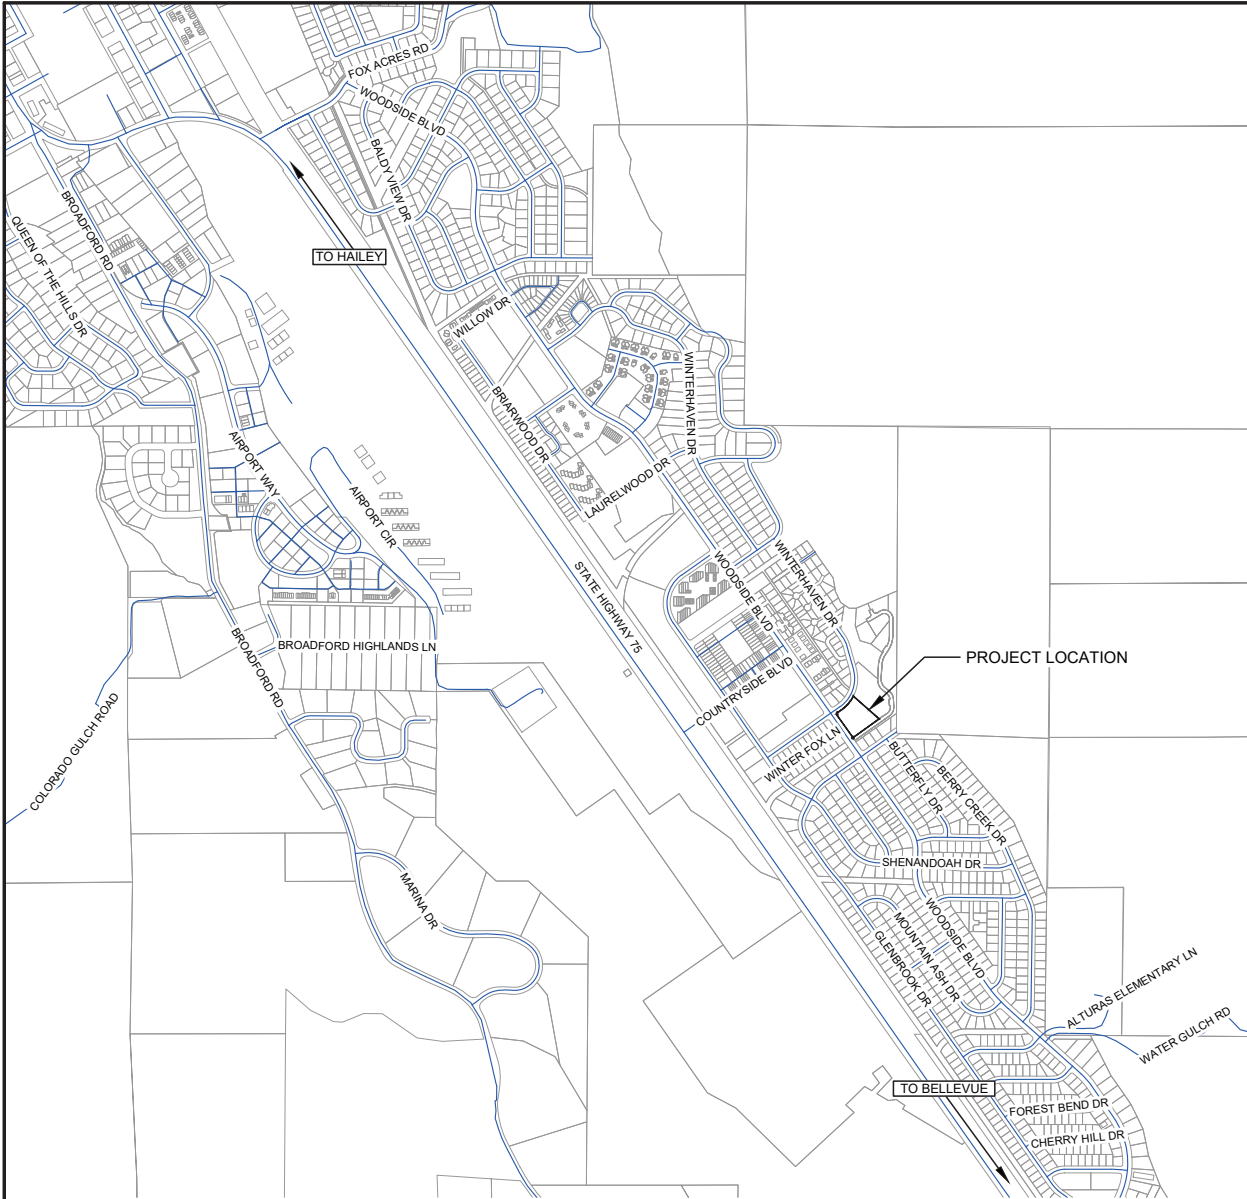 FOX ACRES RD
WOODSIDE BLVD
BALDY VIEW DR
BROADFORD RD
QUEEN OF THE HILLS DR
TO HAILEY
WILLOW DR
WINTERHAVEN DR
BRIARWOOD DR
AIRPORT WAY
LAURELWOOD DR
AIRPORT CIR
STATE HIGHWAY 75
WOODSIDE BLVD
WINTERHAVEN DR
BROADFORD HIGHLANDS LN
BROADFORD RD
PROJECT LOCATION
COUNTRYSIDE BLVD
COLORADO GULCH ROAD
WINTER FOX LN
BUTTERFLY DR
BERRY CREEK DR
SHENANDOAH DR
MARINA DR
WOODSIDE BLVD
MOUNTAIN ASH DR
GLENBROOK DR
ALTURAS ELEMENTARY LN
WATER GULCH RD
TO BELLEVUE
FOREST BEND DR
CHERRY HILL DR